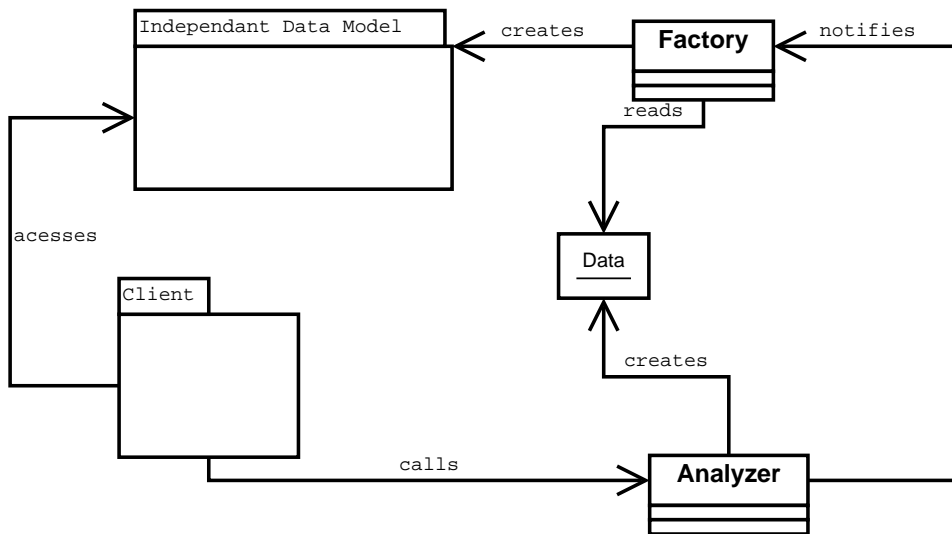 Independant Data Model
creates
Factory
notifies
reads
acesses
Data
Client
creates
calls
Analyzer